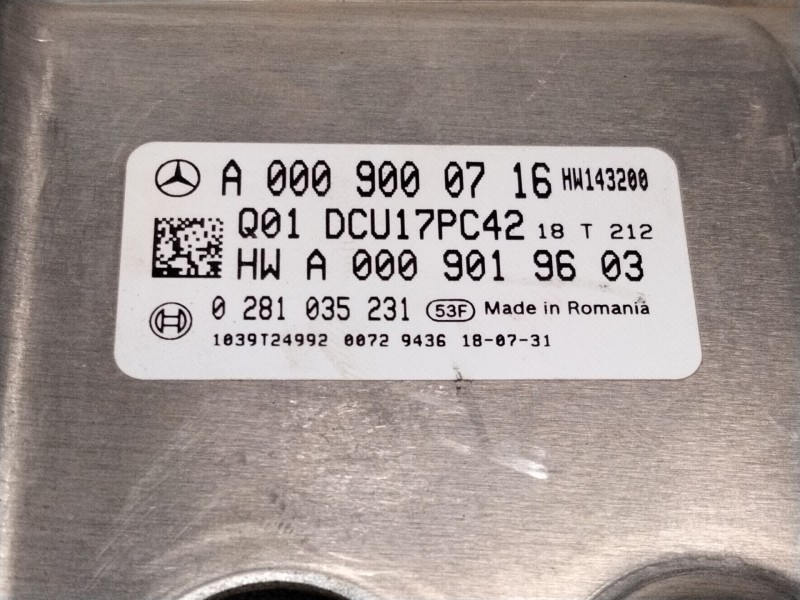 A 000 900 07 16 HW143200
Q01 DCU17PC42 18 T 212
HW A 000 901 96 03
0 281 035 231 53F Made in Romania
1039T24992 0072 9436 18-07-31